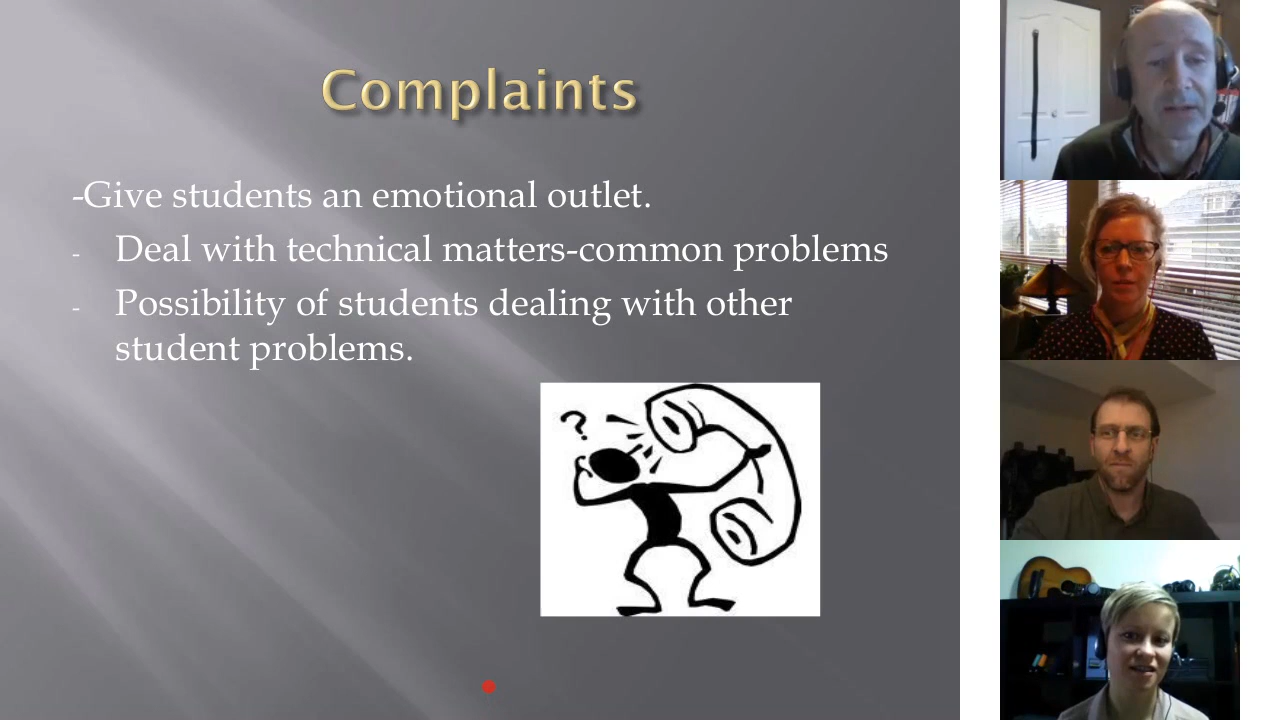 Complaints
-Give students an emotional outlet.
- Deal with technical matters-common problems
- Possibility of students dealing with other
student problems.
?